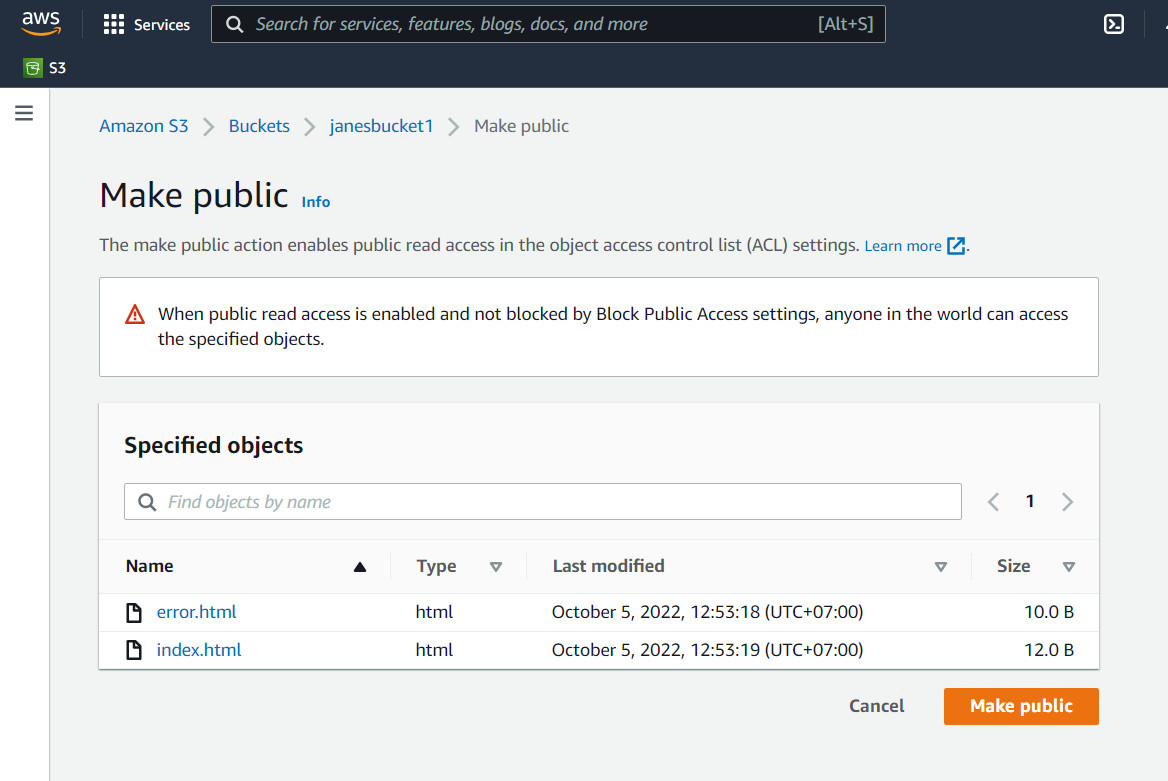 aws Services Search for services, features, blogs, docs, and more [Alt+S]
S3
Amazon S3 Buckets janesbucket1 Make public
Make public Info
The make public action enables public read access in the object access control list (ACL) settings. Learn more .
When public read access is enabled and not blocked by Block Public Access settings, anyone in the world can access
the specified objects.
Specified objects
Find objects by name 1
Name Type Last modified Size
error.html html October 5, 2022, 12:53:18 (UTC+07:00) 10.0 B
index.html html October 5, 2022, 12:53:19 (UTC+07:00) 12.0 B
Cancel Make public